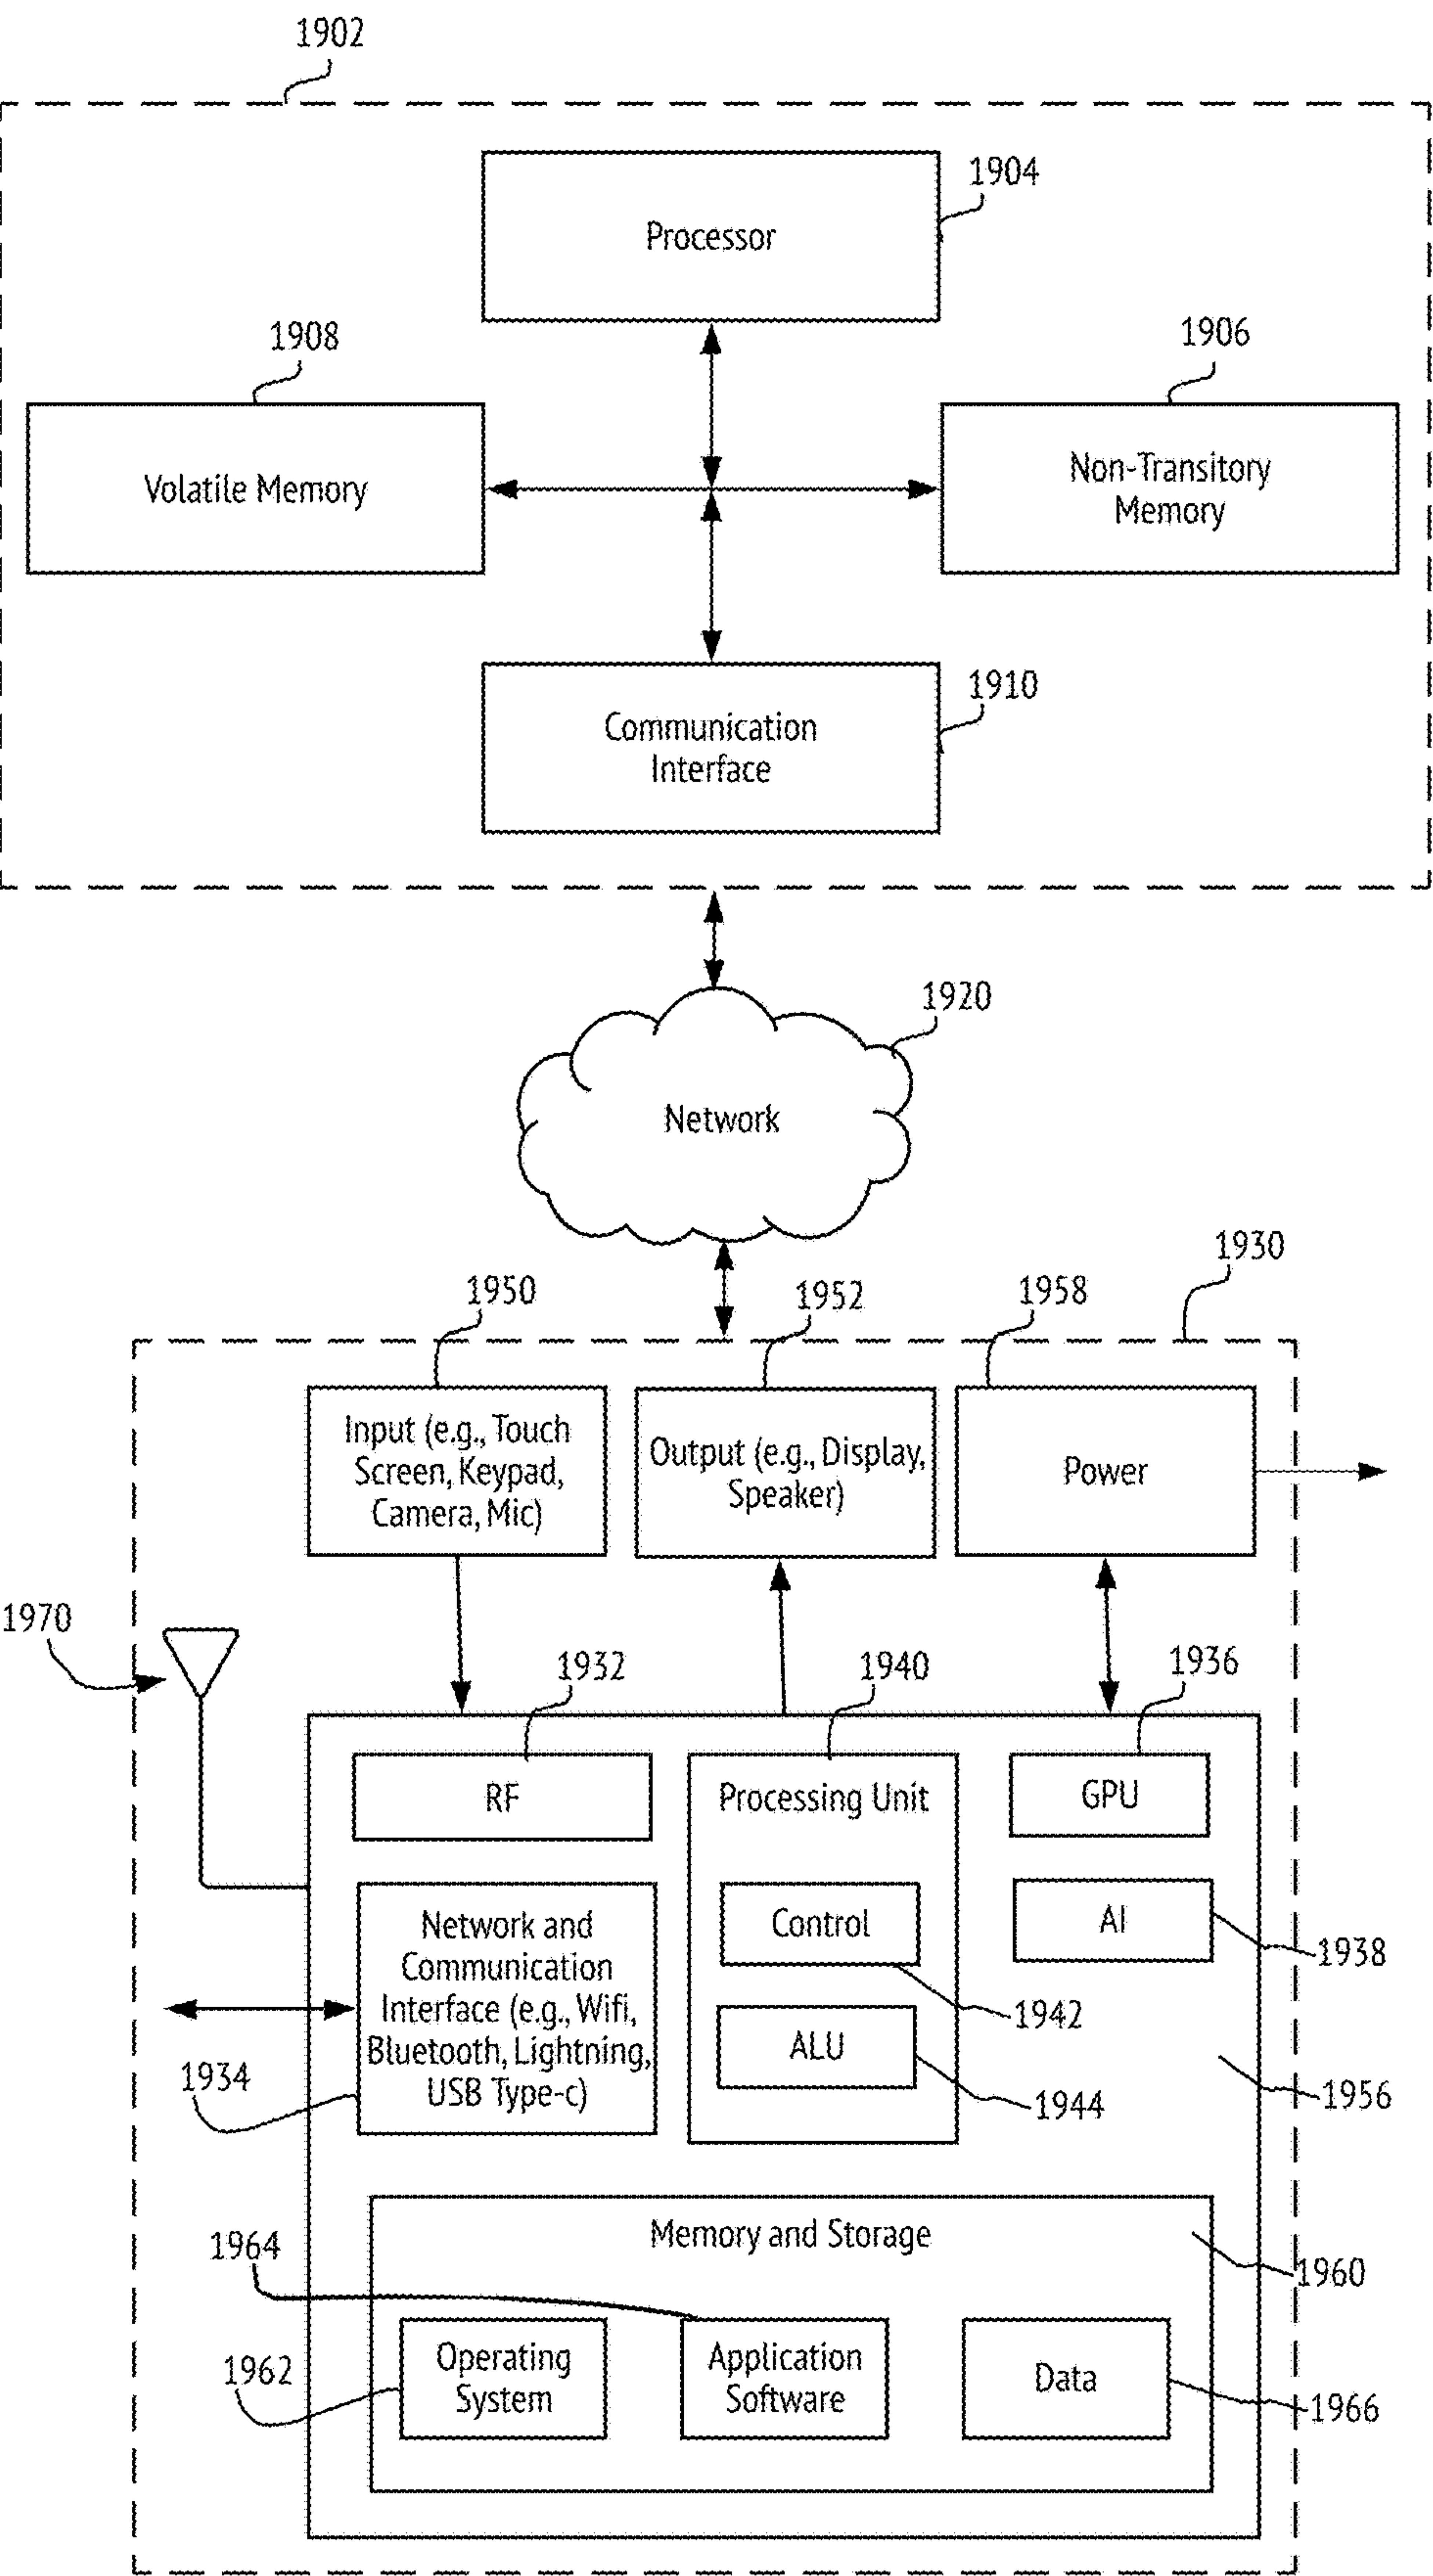 1902
1904
Processor
1908
1906
Volatile Memory
Non-Transitory
Memory
1910
Communication
Interface
1920
Network
1930
1950
1952
1958
Input (e.g., Touch
Screen, Keypad,
Camera, Mic)
Output (e.g., Display,
Speaker)
Power
1970
1932
1940
1936
RF
Processing Unit
GPU
Network and
Communication
Interface (e.g., Wifi,
Bluetooth, Lightning,
USB Type-c)
Control
AI
1938
1942
ALU
1934
1944
1956
Memory and Storage
1964
1960
Operating
System
Application
Software
Data
1962
1966